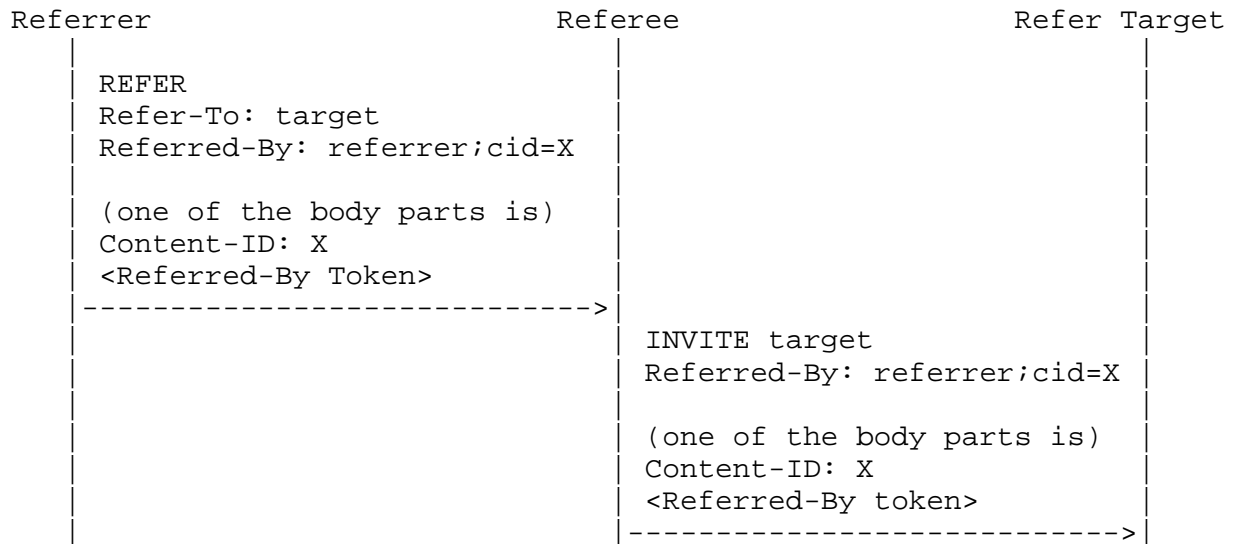 Referrer Referee Refer Target
REFER
Refer-To: target
Referred-By: referrer;cid=X
(one of the body parts is)
Content-ID: X
<Referred-By Token>
INVITE target
Referred-By: referrer;cid=X
(one of the body parts is)
Content-ID: X
<Referred-By token>